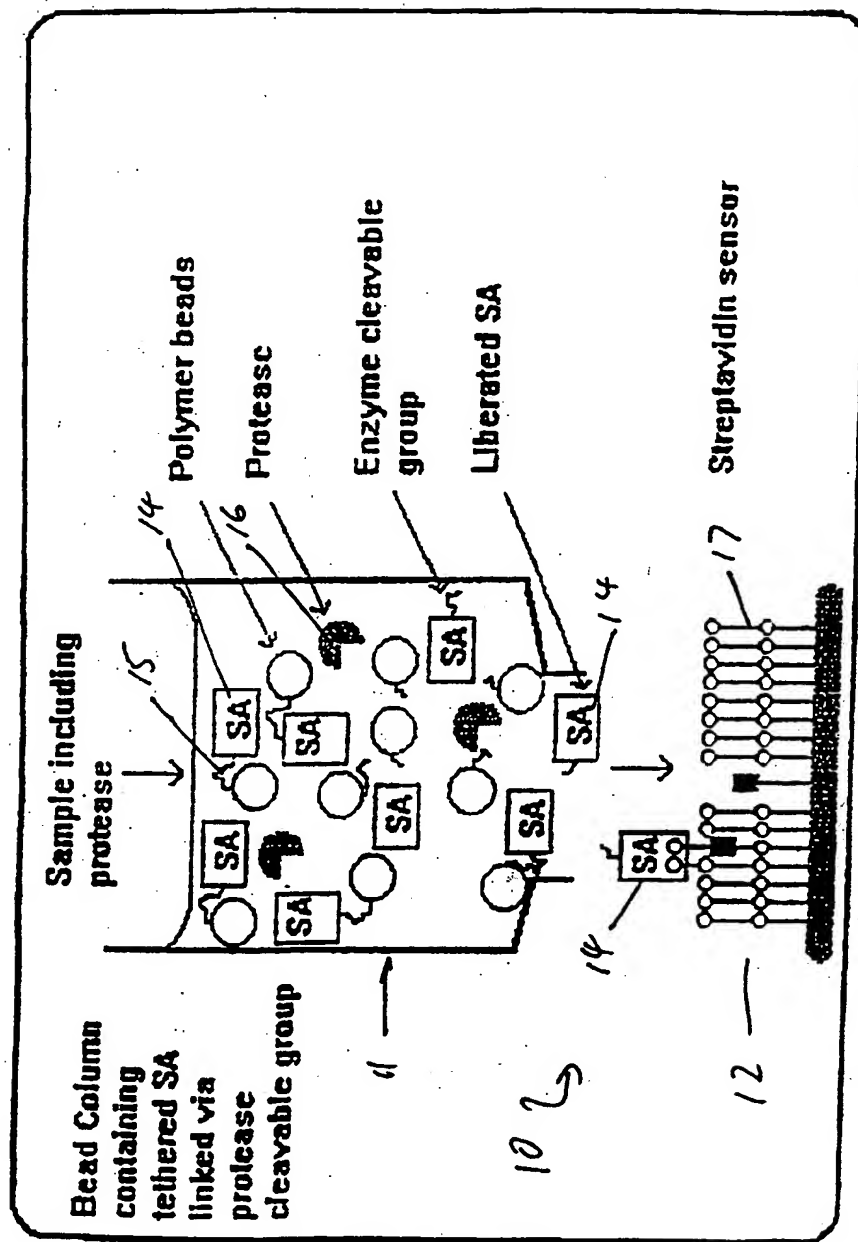 Bead Column
containing
tethered SA
linked via
protease
cleavable group
Sample including
protease
Polymer beads
Protease
Enzyme cleavable
group
Liberated SA
Streptavidin sensor
SA
SA
SA
SA
SA
SA
SA
SA
SA
10
11
12
14
14
14
15
16
17